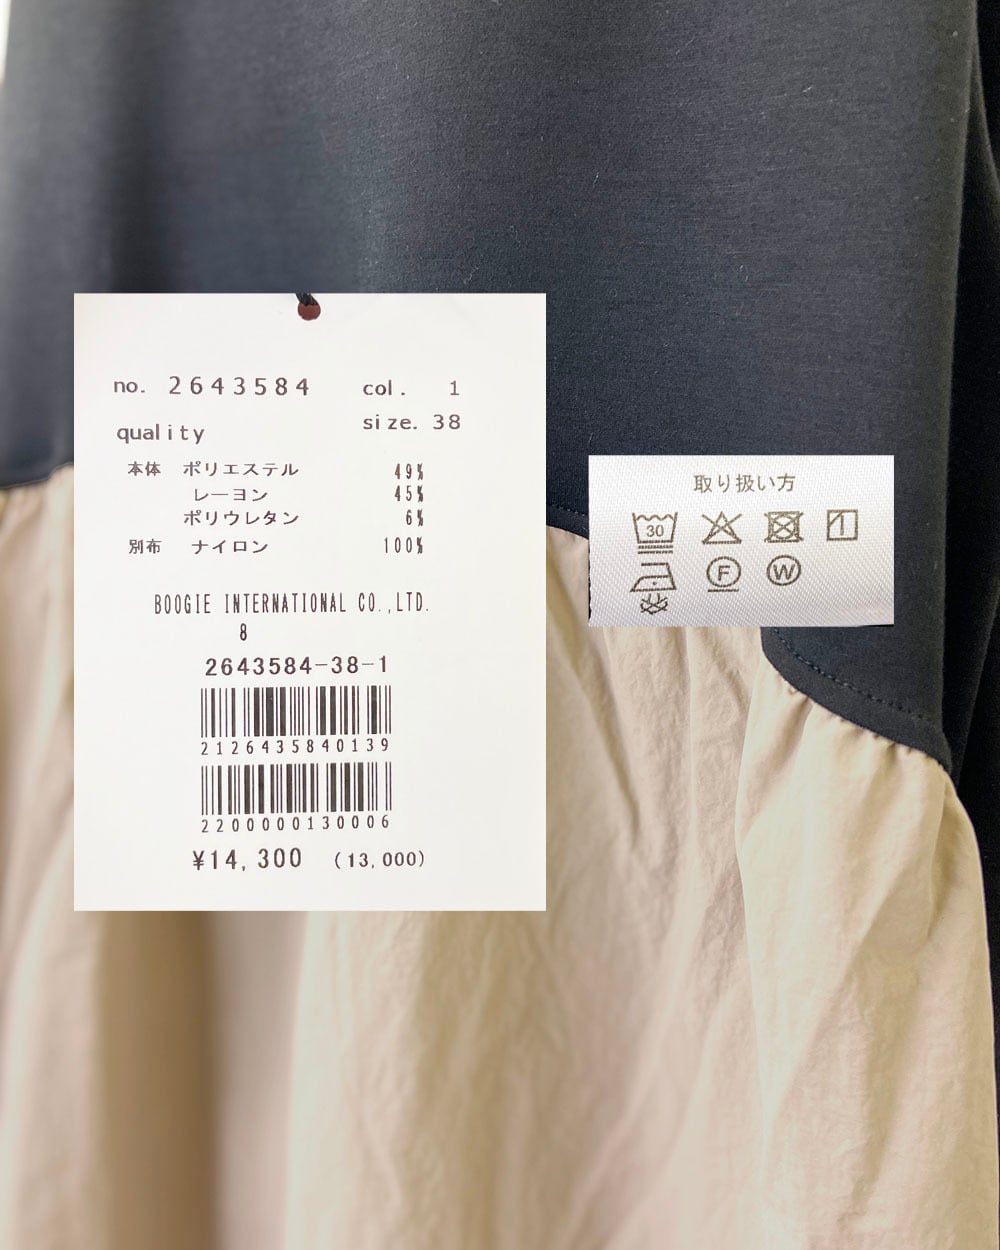 no. 2643584 col. 1
size. 38
quality
本体 ポリエステル 49%
レーヨン 45%
ポリウレタン 6%
別布 ナイロン 100%
BOOGIE INTERNATIONAL CO.,LTD.
8
2643584-38-1
2126435840139
2200000130006
¥14,300 (13,000)
取り扱い方
30
F W